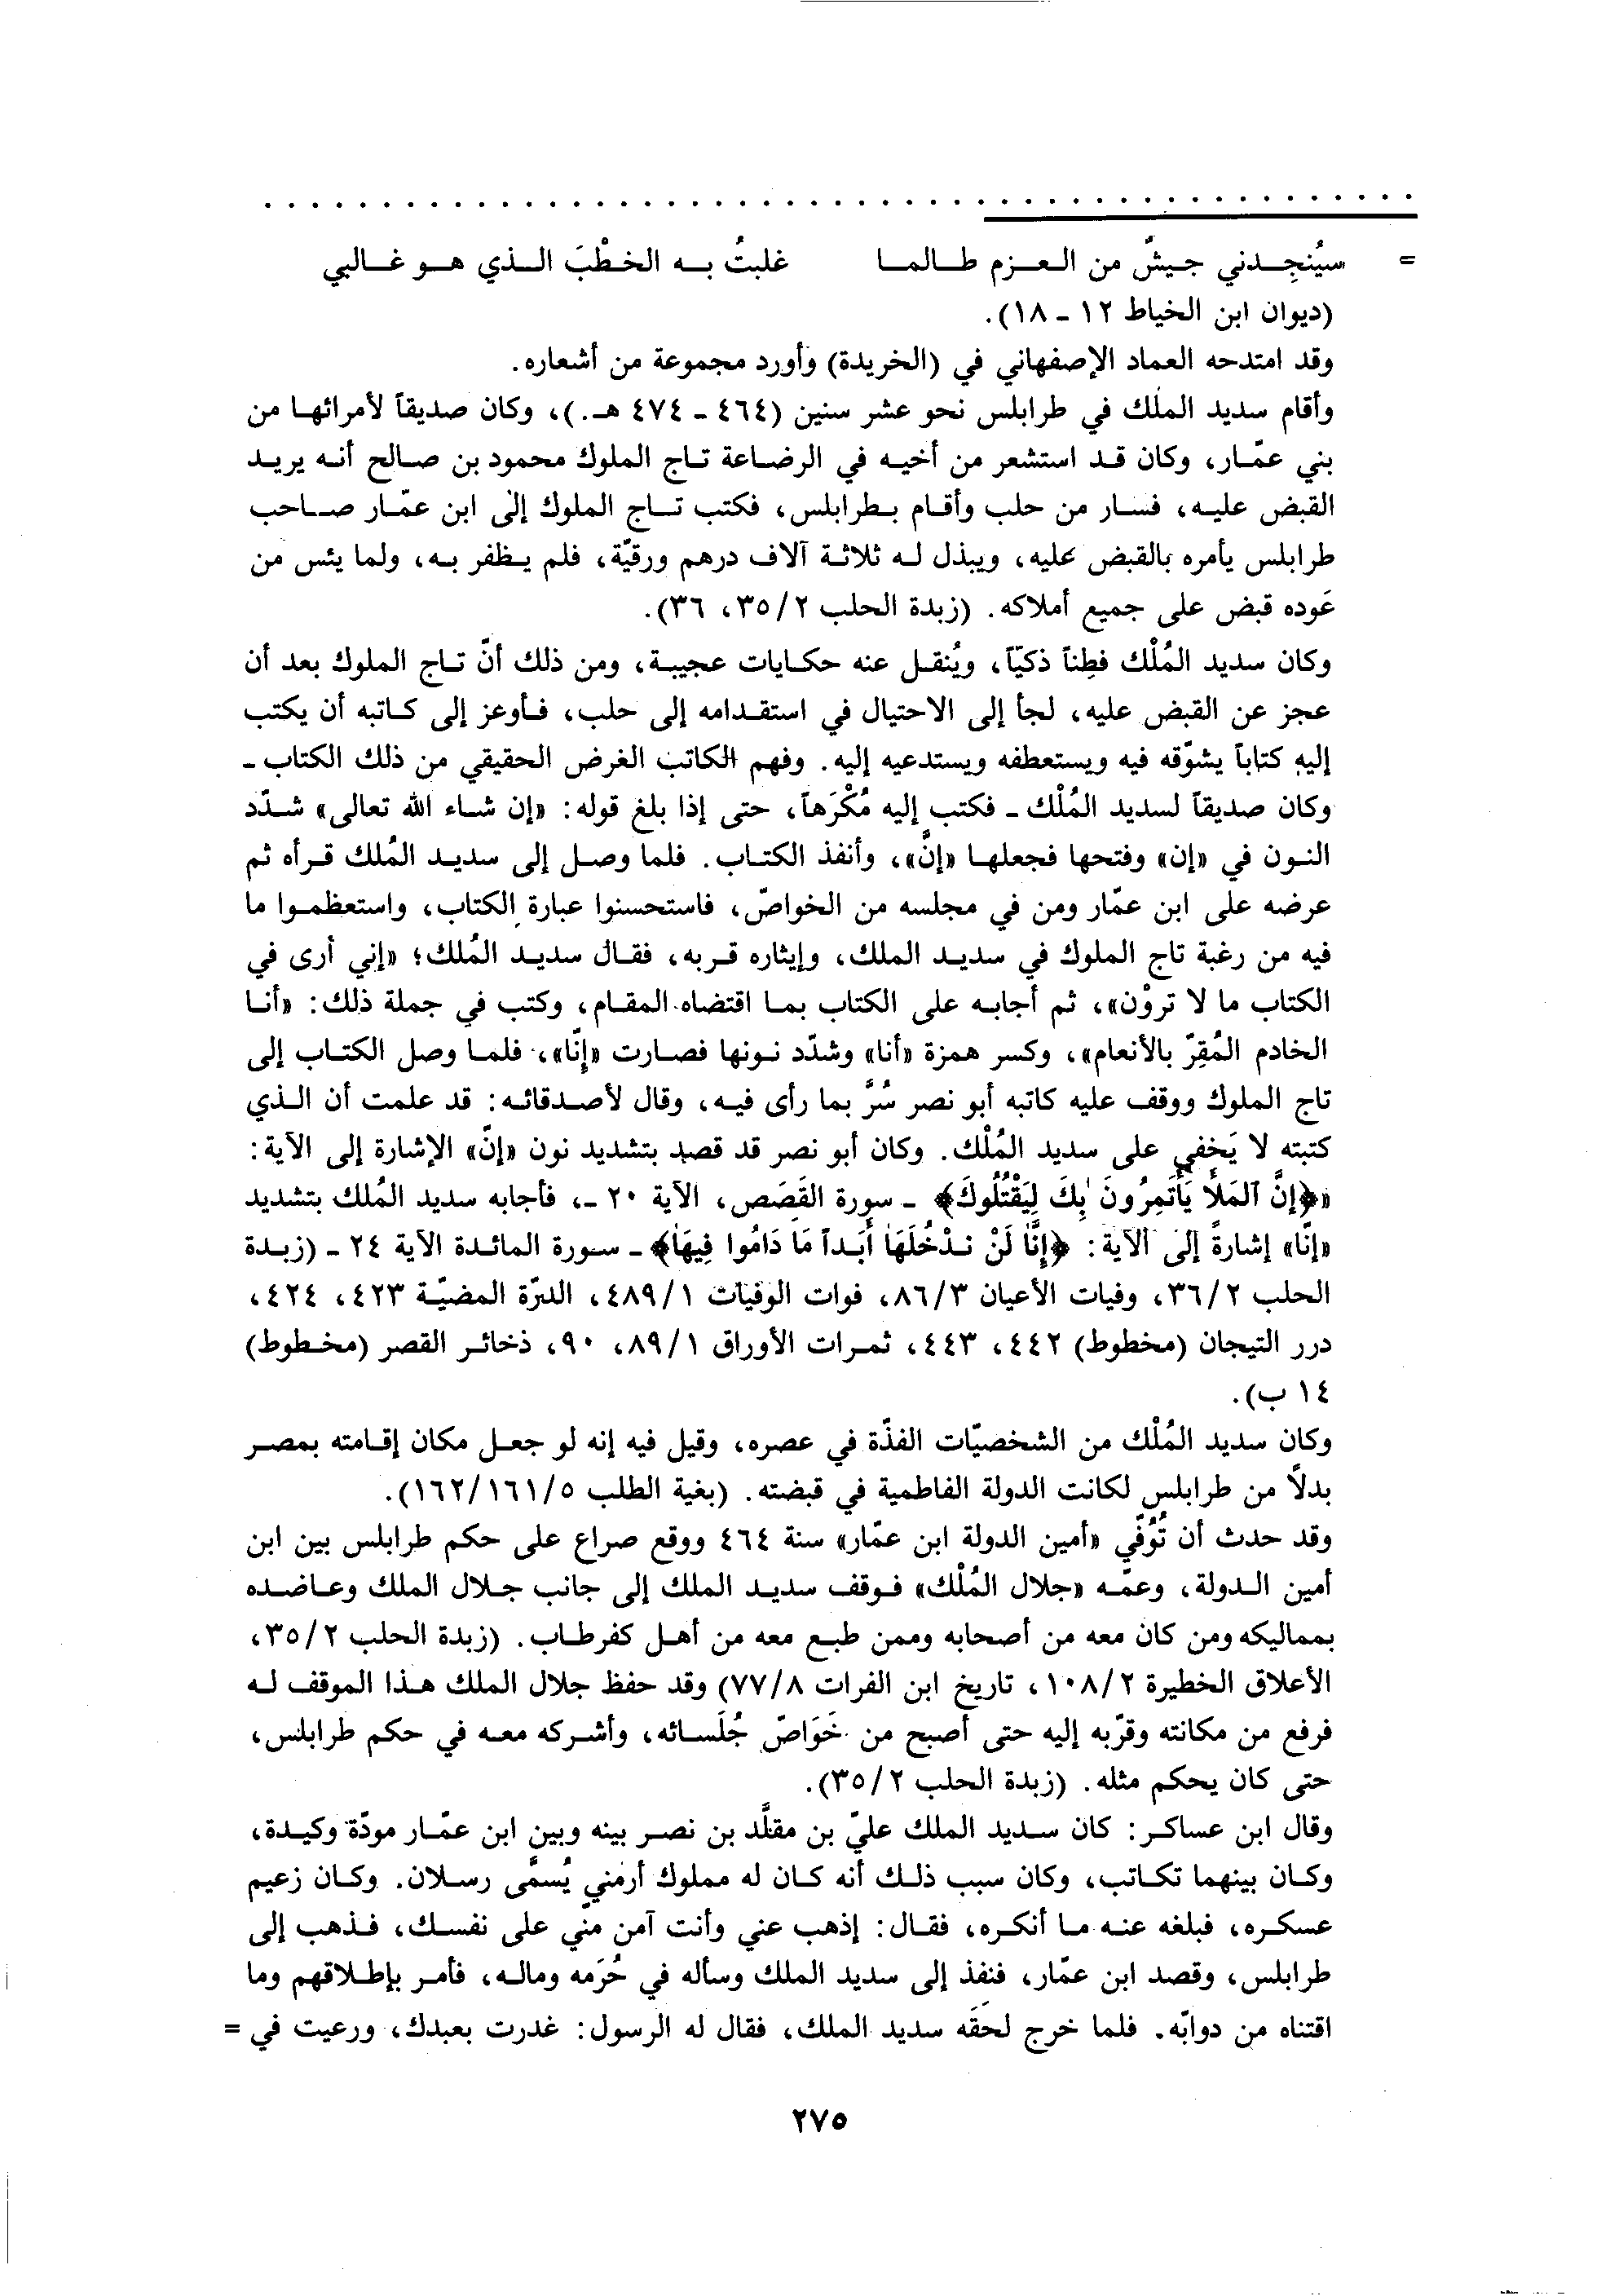 = سيُنجِدني جيشٌ من العزم طالما غلبتُ به الخطْبَ الذي هو غالبي
(ديوان ابن الخياط ١٢ - ١٨).
وقد امتدحه العماد الإصفهاني في (الخريدة) وأورد مجموعة من أشعاره.
وأقام سديد الملك في طرابلس نحو عشر سنين (٤٦٤ - ٤٧٤ هـ.)، وكان صديقاً لأمرائها من
بني عمّار، وكان قد استشعر من أخيه في الرضاعة تاج الملوك محمود بن صالح أنه يريد
القبض عليه، فسار من حلب وأقام بطرابلس، فكتب تاج الملوك إلى ابن عمّار صاحب
طرابلس يأمره بالقبض عليه، ويبذل له ثلاثة آلاف درهم ورقيّة، فلم يظفر به، ولما يئس من
عَوده قبض على جميع أملاكه. (زبدة الحلب ٣٥/٢، ٣٦).
وكان سديد المُلْك فطِناً ذكيّاً، ويُنقل عنه حكايات عجيبة، ومن ذلك أنّ تاج الملوك بعد أن
عجز عن القبض عليه، لجأ إلى الاحتيال في استقدامه إلى حلب، فأوعز إلى كاتبه أن يكتب
إليه كتاباً يشوّقه فيه ويستعطفه ويستدعيه إليه. وفهم الكاتب الغرض الحقيقي من ذلك الكتاب -
وكان صديقاً لسديد المُلْك - فكتب إليه مُكْرَهاً، حتى إذا بلغ قوله: «إن شاء الله تعالى» شدّد
النون في «إن» وفتحها فجعلها «إنَّ»، وأنفذ الكتاب. فلما وصل إلى سديد المُلك قرأه ثم
عرضه على ابن عمّار ومن في مجلسه من الخواصّ، فاستحسنوا عبارة الكتاب، واستعظموا ما
فيه من رغبة تاج الملوك في سديد الملك، وإيثاره قربه، فقال سديد المُلك؛ «إني أرى في
الكتاب ما لا تروْن»، ثم أجابه على الكتاب بما اقتضاه المقام، وكتب في جملة ذلك: «أنا
الخادم المُقِرّ بالأنعام»، وكسر همزة «أنا» وشدّد نونها فصارت «إنّا»، فلما وصل الكتاب إلى
تاج الملوك ووقف عليه كاتبه أبو نصر سُرَّ بما رأى فيه، وقال لأصدقائه: قد علمت أن الذي
كتبته لا يَخفى على سديد المُلْك. وكان أبو نصر قد قصد بتشديد نون «إنّ» الإشارة إلى الآية:
«﴿إنَّ آلمَلَأَ يَأْتَمِرُونَ بِكَ لِيَقْتُلُوكَ﴾ - سورة القَصَص، الآية ٢٠ -، فأجابه سديد المُلك بتشديد
«إنّا» إشارةً إلى الآية: ﴿إِنَّا لَنْ نَدْخُلَهَا أَبَداً مَا دَامُوا فِيهَا﴾ - سورة المائدة الآية ٢٤ - (زبدة
الحلب ٣٦/٢، وفيات الأعيان ٨٦/٣، فوات الوفيات ٤٨٩/١، الدرّة المضيّة ٤٢٣، ٤٢٤،
درر التيجان (مخطوط) ٤٤٢، ٤٤٣، ثمرات الأوراق ٨٩/١، ٩٠، ذخائر القصر (مخطوط)
١٤ ب).
وكان سديد المُلْك من الشخصيّات الفذّة في عصره، وقيل فيه إنه لو جعل مكان إقامته بمصر
بدلاً من طرابلس لكانت الدولة الفاطمية في قبضته. (بغية الطلب ١٦٢/١٦١/٥).
وقد حدث أن تُوُفّي «أمين الدولة ابن عمّار» سنة ٤٦٤ ووقع صراع على حكم طرابلس بين ابن
أمين الدولة، وعمّه «جلال المُلْك» فوقف سديد الملك إلى جانب جلال الملك وعاضده
بمماليكه ومن كان معه من أصحابه وممن طبع معه من أهل كفرطاب. (زبدة الحلب ٣٥/٢،
الأعلاق الخطيرة ١٠٨/٢، تاريخ ابن الفرات ٧٧/٨) وقد حفظ جلال الملك هذا الموقف له
فرفع من مكانته وقرّبه إليه حتى أصبح من خَوَاصّ جُلَسائه، وأشركه معه في حكم طرابلس،
حتى كان يحكم مثله. (زبدة الحلب ٣٥/٢).
وقال ابن عساكر: كان سديد الملك عليّ بن مقلَّد بن نصر بينه وبين ابن عمّار مودّة وكيدة،
وكان بينهما تكاتب، وكان سبب ذلك أنه كان له مملوك أرمني يُسمَّى رسلان. وكان زعيم
عسكره، فبلغه عنه ما أنكره، فقال: إذهب عني وأنت آمن منّي على نفسك، فذهب إلى
طرابلس، وقصد ابن عمّار، فنفذ إلى سديد الملك وسأله في حُرَمه وماله، فأمر بإطلاقهم وما
اقتناه من دوابّه. فلما خرج لحقَه سديد الملك، فقال له الرسول: غدرت بعبدك، ورعيت في =
٢٧٥